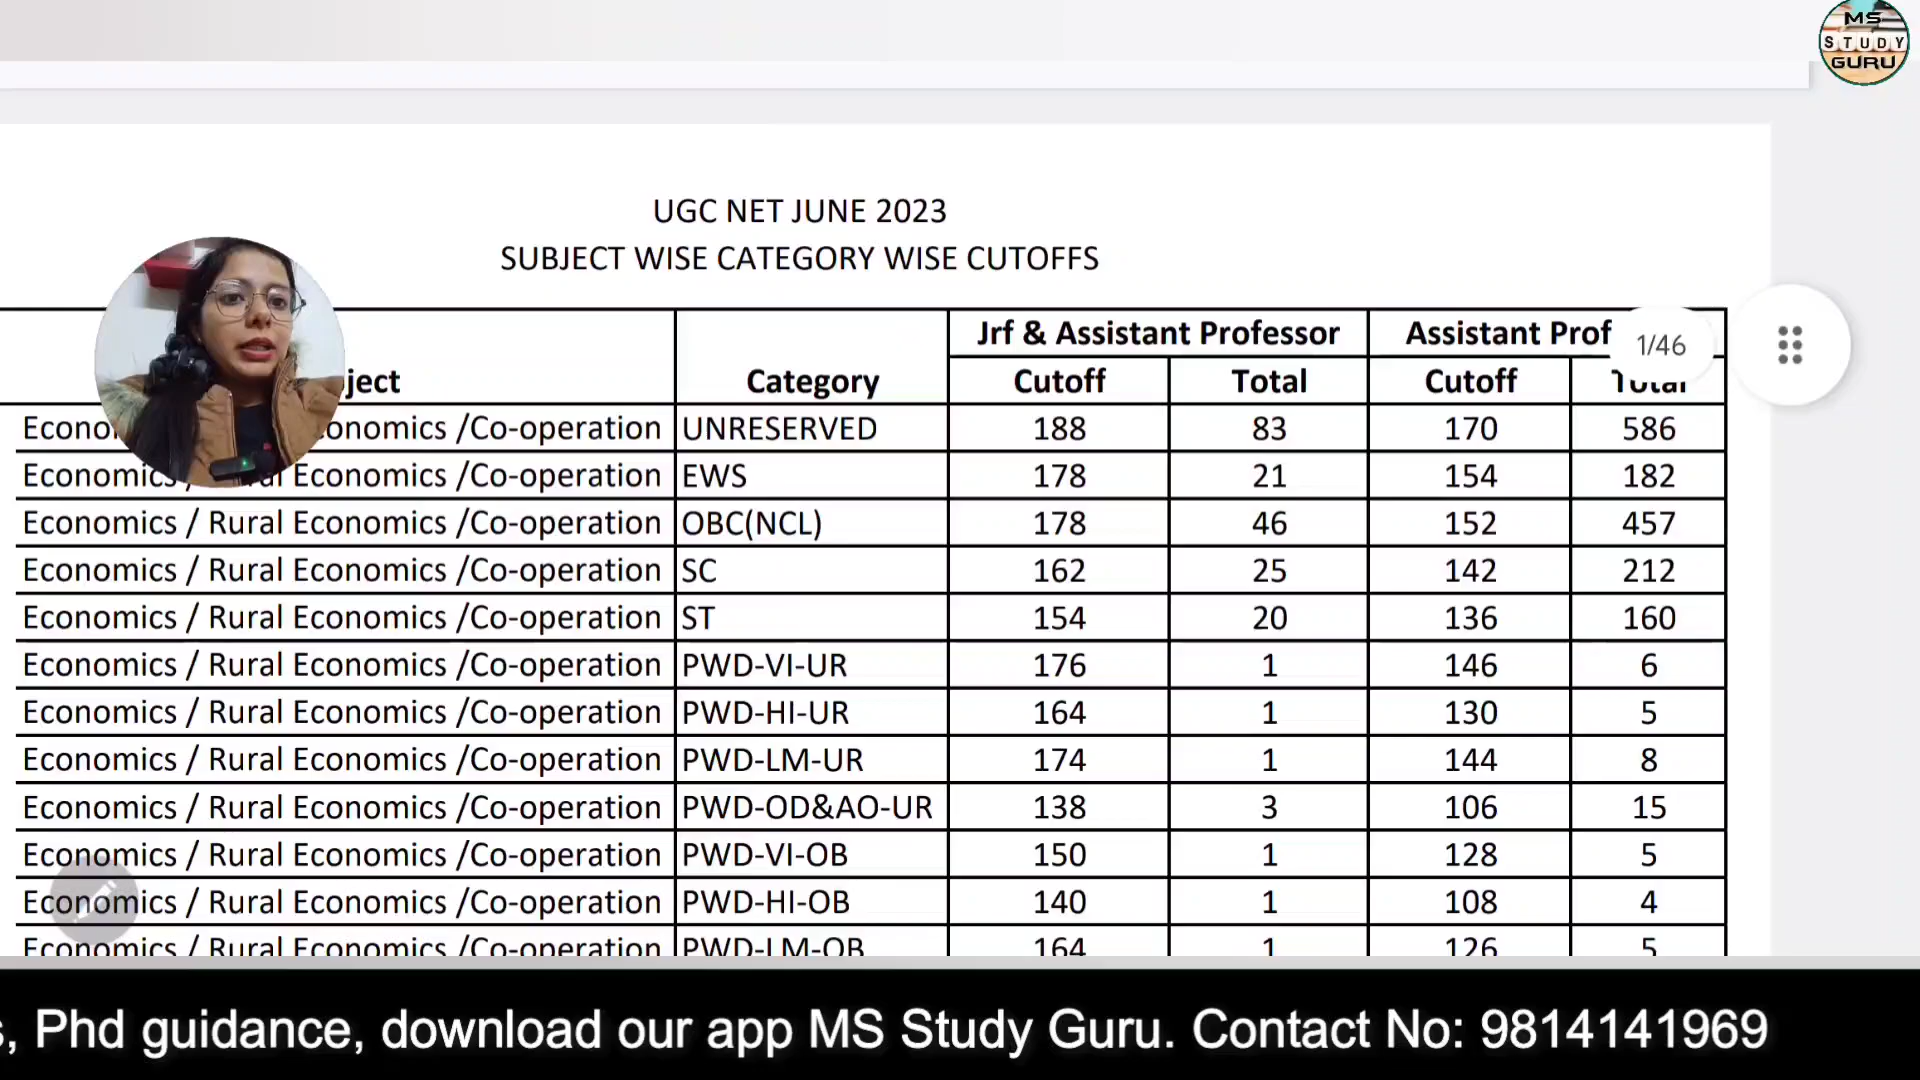 MS
STUDY
GURU
UGC NET JUNE 2023
SUBJECT WISE CATEGORY WISE CUTOFFS
ject Category Jrf & Assistant Professor Assistant Prof
1/46
Cutoff Total Cutoff Total
Econo onomics /Co-operation UNRESERVED 188 83 170 586
Economics / Rural Economics /Co-operation EWS 178 21 154 182
Economics / Rural Economics /Co-operation OBC(NCL) 178 46 152 457
Economics / Rural Economics /Co-operation SC 162 25 142 212
Economics / Rural Economics /Co-operation ST 154 20 136 160
Economics / Rural Economics /Co-operation PWD-VI-UR 176 1 146 6
Economics / Rural Economics /Co-operation PWD-HI-UR 164 1 130 5
Economics / Rural Economics /Co-operation PWD-LM-UR 174 1 144 8
Economics / Rural Economics /Co-operation PWD-OD&AO-UR 138 3 106 15
Economics / Rural Economics /Co-operation PWD-VI-OB 150 1 128 5
Economics / Rural Economics /Co-operation PWD-HI-OB 140 1 108 4
Economics / Rural Economics /Co-operation PWD-LM-OB 164 1 126 5
s, Phd guidance, download our app MS Study Guru. Contact No: 9814141969